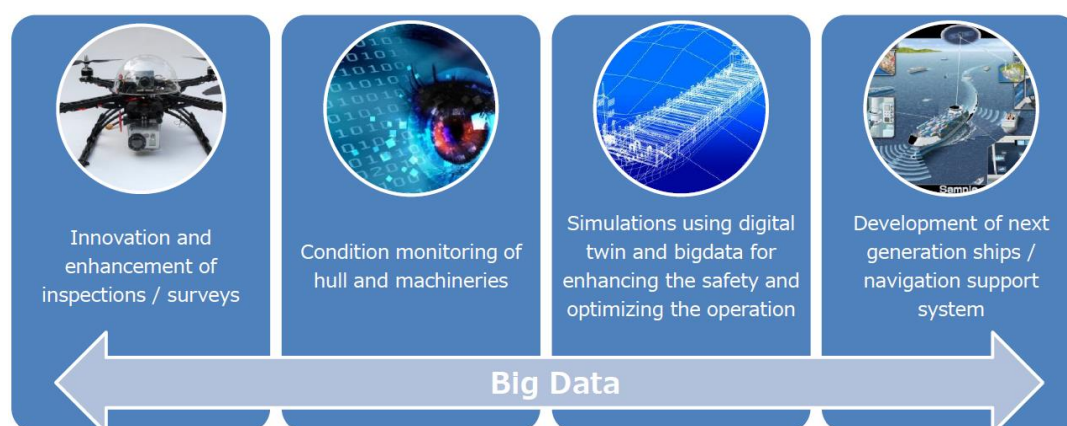 Innovation and
enhancement of
inspections / surveys
Condition monitoring of
hull and machineries
Simulations using digital
twin and bigdata for
enhancing the safety and
optimizing the operation
Development of next
generation ships /
navigation support
system
Sample
Big Data